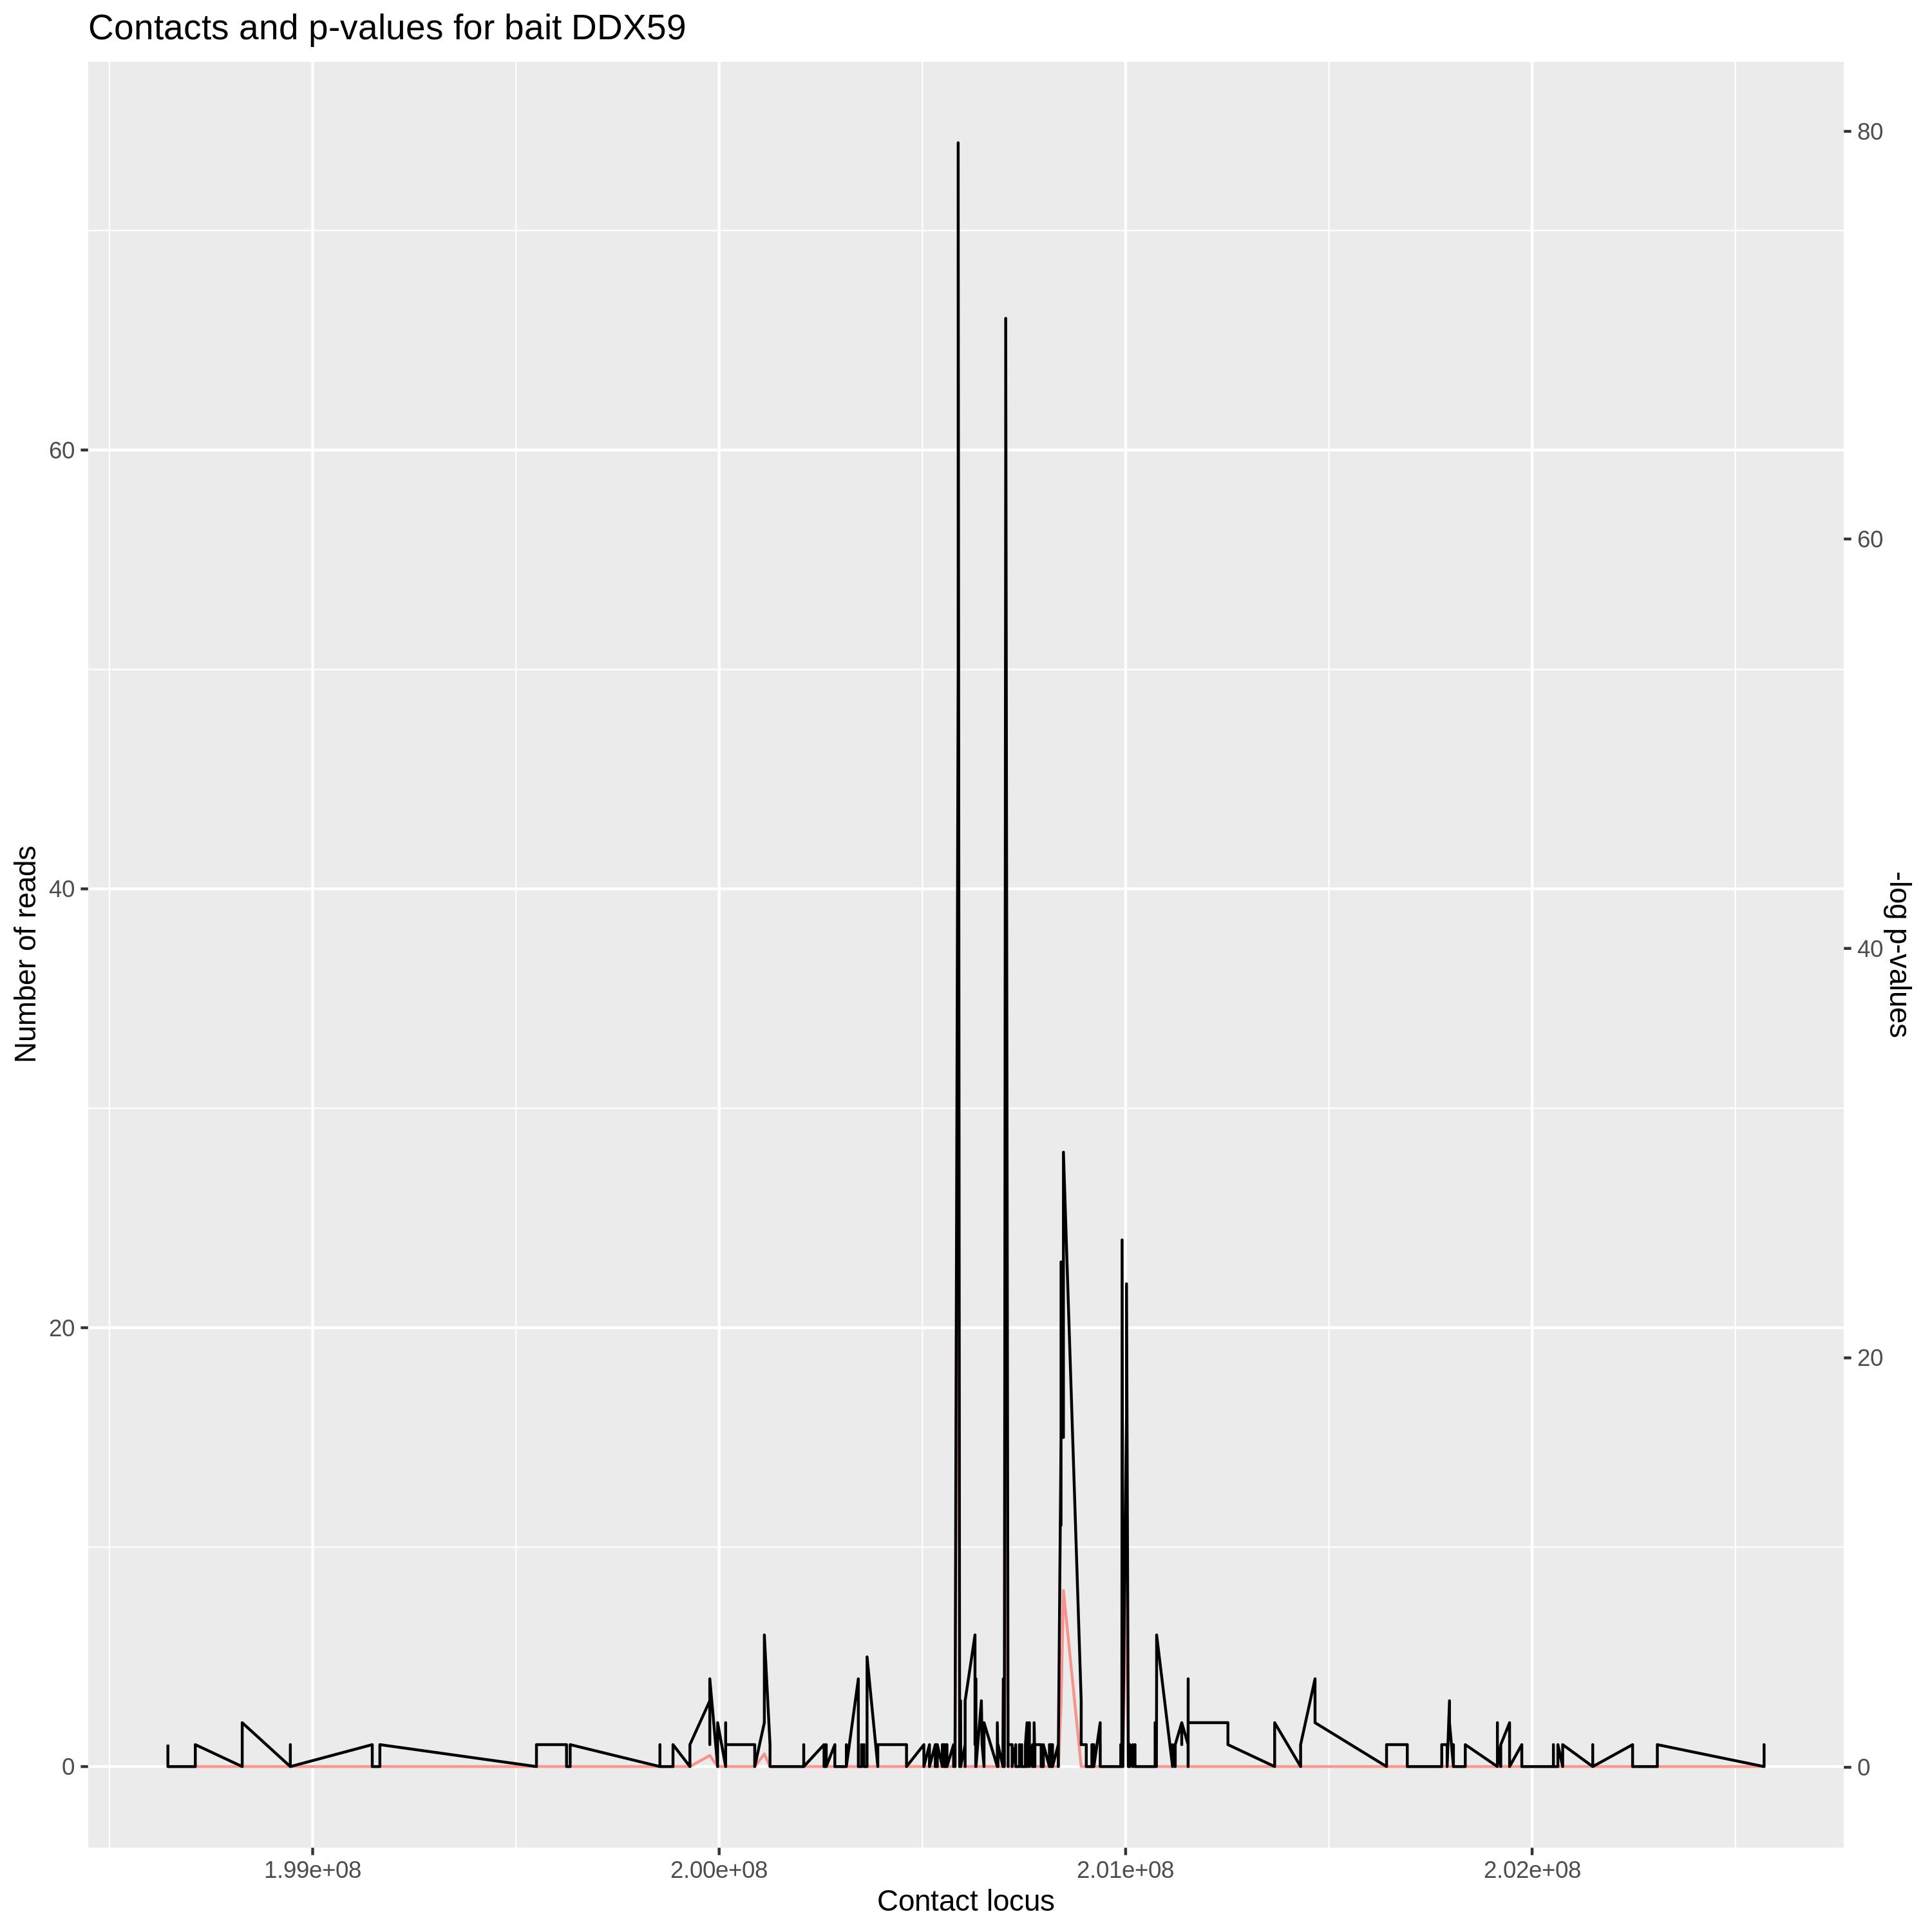 Contacts and p-values for bait DDX59
80
60
60
40
40
20
20
0
0
Number of reads
-log p-values
1.99e+08 2.00e+08 2.01e+08 2.02e+08
Contact locus